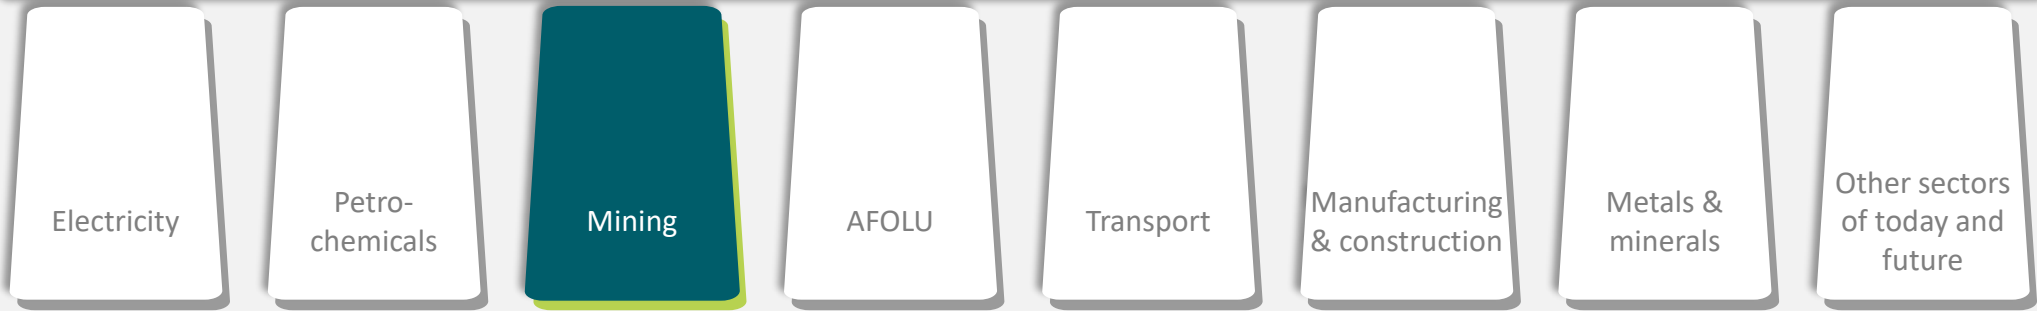 Electricity
Petro-
chemicals
Mining
AFOLU
Transport
Manufacturing
& construction
Metals &
minerals
Other sectors
of today and
future